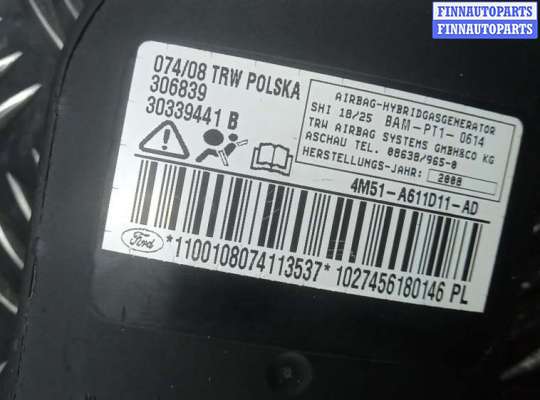 FINNAUTOPARTS
FINNAUTOPARTS
074/08 TRW POLSKA
306839
30339441 B
AIRBAG-HYBRIDGASGENERATOR
SHI 18/25 BAM-PT1-0614
TRW AIRBAG SYSTEMS GMBH&CO KG
ASCHAU TEL. 08638/965-0
HERSTELLUNGS-JAHR: 2008
4M51-A611D11-AD
Ford
*1100108074113537*1027456180146 PL